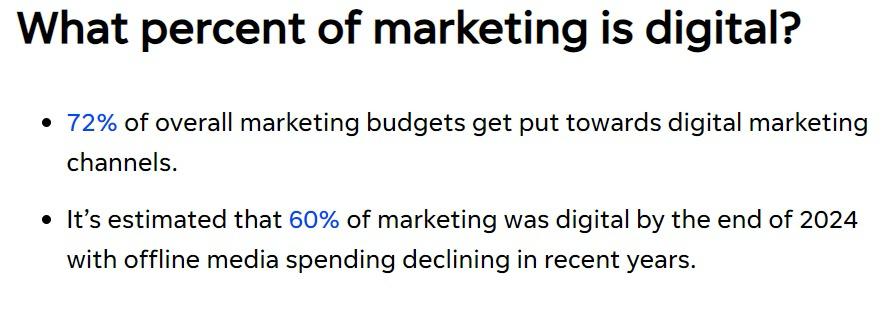 What percent of marketing is digital?
• 72% of overall marketing budgets get put towards digital marketing
channels.
• It’s estimated that 60% of marketing was digital by the end of 2024
with offline media spending declining in recent years.